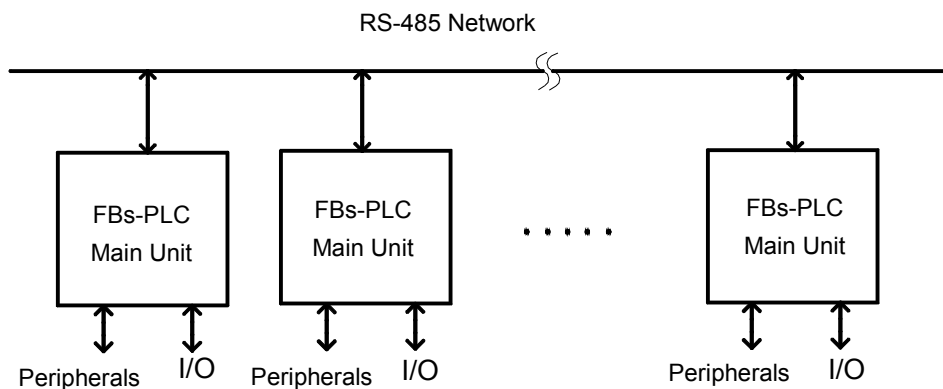 RS-485 Network
FBs-PLC
Main Unit
FBs-PLC
Main Unit
FBs-PLC
Main Unit
Peripherals
I/O
Peripherals
I/O
Peripherals
I/O